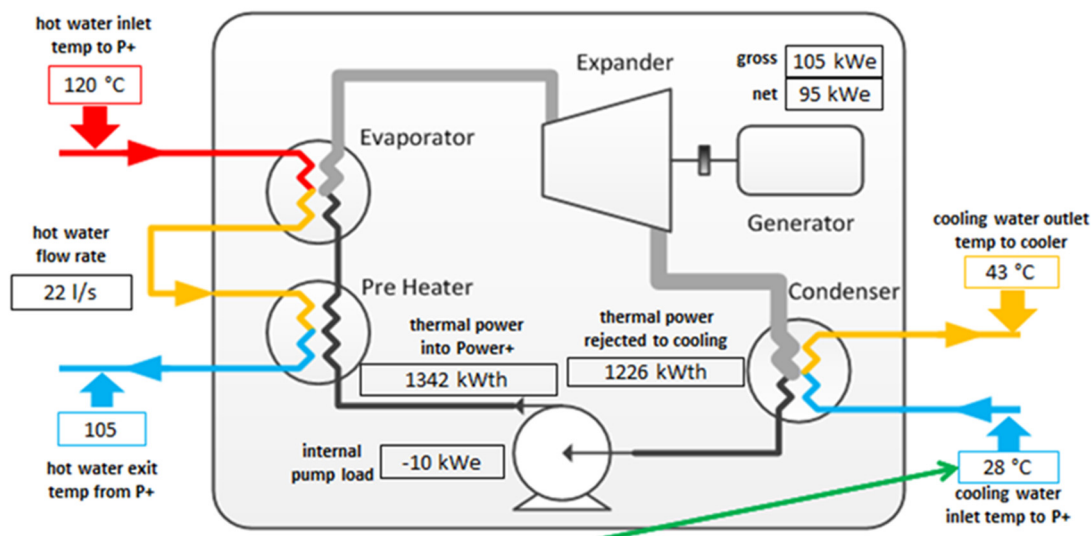 hot water inlet
temp to P+
120 °C
Expander
gross
105 kWe
net
95 kWe
Evaporator
Generator
hot water
flow rate
22 l/s
cooling water outlet
temp to cooler
43 °C
Pre Heater
Condenser
thermal power
into Power+
1342 kWth
thermal power
rejected to cooling
1226 kWth
105
hot water exit
temp from P+
internal
pump load
-10 kWe
28 °C
cooling water
inlet temp to P+